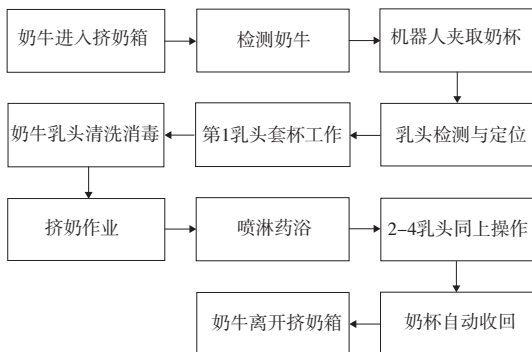 奶牛进入挤奶箱
检测奶牛
机器人夹取奶杯
乳头检测与定位
第1乳头套杯工作
奶牛乳头清洗消毒
挤奶作业
喷淋药浴
2-4乳头同上操作
奶杯自动收回
奶牛离开挤奶箱